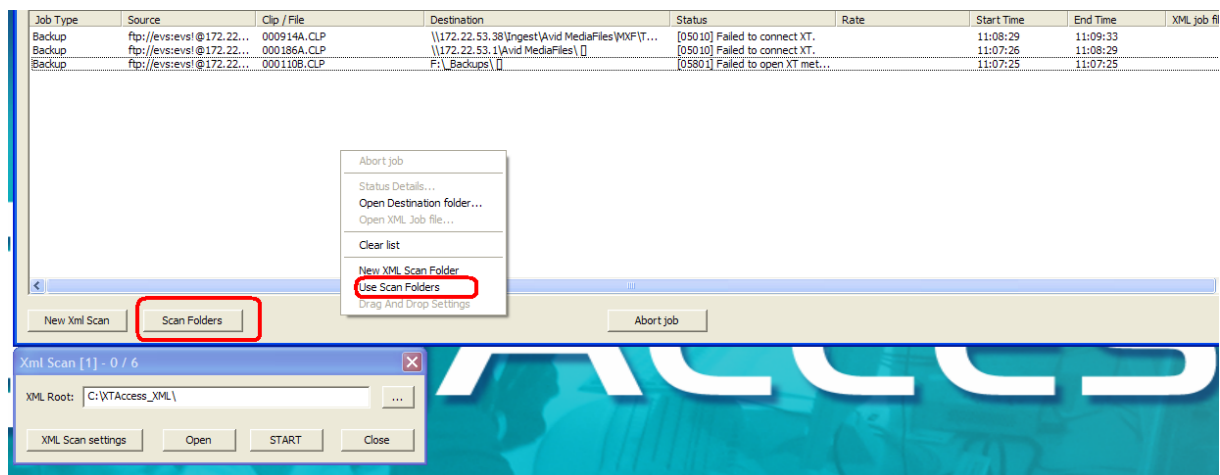 Job Type Source Clip / File Destination Status Rate Start Time End Time XML job fi
Backup ftp://evs:evs!@172.22... 000914A.CLP \\172.22.53.38\Ingest\Avid MediaFiles\MXF\T... [05010] Failed to connect XT. 11:08:29 11:09:33
Backup ftp://evs:evs!@172.22... 000186A.CLP \\172.22.53.1\Avid MediaFiles\ [] [05010] Failed to connect XT. 11:07:26 11:08:29
Backup ftp://evs:evs!@172.22... 000110B.CLP F:\_Backups\ [] [05801] Failed to open XT met... 11:07:25 11:07:25
Abort job
Status Details...
Open Destination folder...
Open XML Job file...
Clear list
New XML Scan Folder
Use Scan Folders
Drag And Drop Settings
New Xml Scan Scan Folders Abort job
Xml Scan [1] - 0 / 6
XML Root: C:\XTAccess_XML\ ...
XML Scan settings Open START Close
ACCES